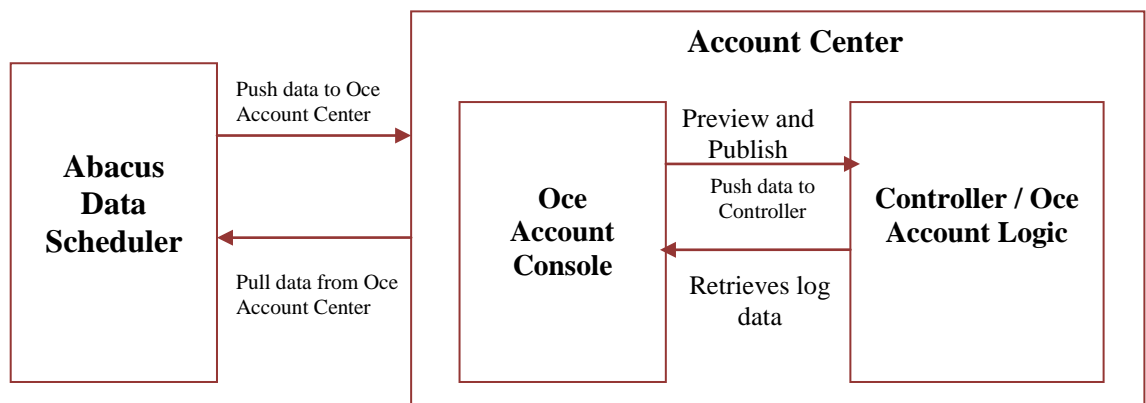 Account Center
Push data to Oce
Account Center
Abacus
Data
Scheduler
Pull data from Oce
Account Center
Oce
Account
Console
Preview and
Publish
Push data to
Controller
Retrieves log
data
Controller / Oce
Account Logic